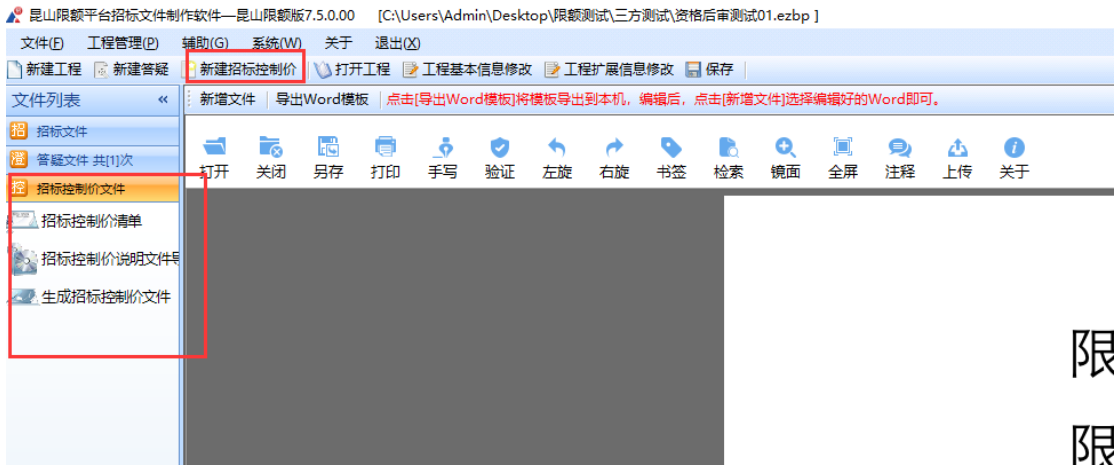 昆山限额平台招标文件制作软件—昆山限额版7.5.0.00 [C:\Users\Admin\Desktop\限额测试\三方测试\资格后审测试01.ezbp ]
文件(F) 工程管理(P) 辅助(G) 系统(W) 关于 退出(X)
新建工程 新建答疑 新建招标控制价 打开工程 工程基本信息修改 工程扩展信息修改 保存
文件列表 « 新增文件 导出Word模板 点击[导出Word模板]将模板导出到本机，编辑后，点击[新增文件]选择编辑好的Word即可。
招 招标文件
澄 答疑文件 共[1]次
打开 关闭 另存 打印 手写 验证 左旋 右旋 书签 检索 镜面 全屏 注释 上传 关于
控 招标控制价文件
招标控制价清单
招标控制价说明文件导
生成招标控制价文件
限
限